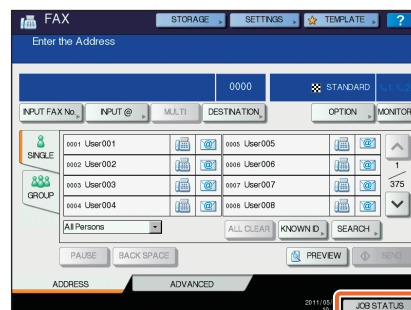 FAX STORAGE SETTINGS TEMPLATE ?
Enter the Address
0000 STANDARD
INPUT FAX No. INPUT @ MULTI DESTINATION OPTION MONITOR
SINGLE
GROUP
0001 User001 0005 User005
0002 User002 0006 User006
0003 User003 0007 User007
0004 User004 0008 User008
1
375
All Persons ALL CLEAR KNOWN ID SEARCH
PAUSE BACK SPACE PREVIEW SEND
ADDRESS ADVANCED
2011/05/
JOB STATUS